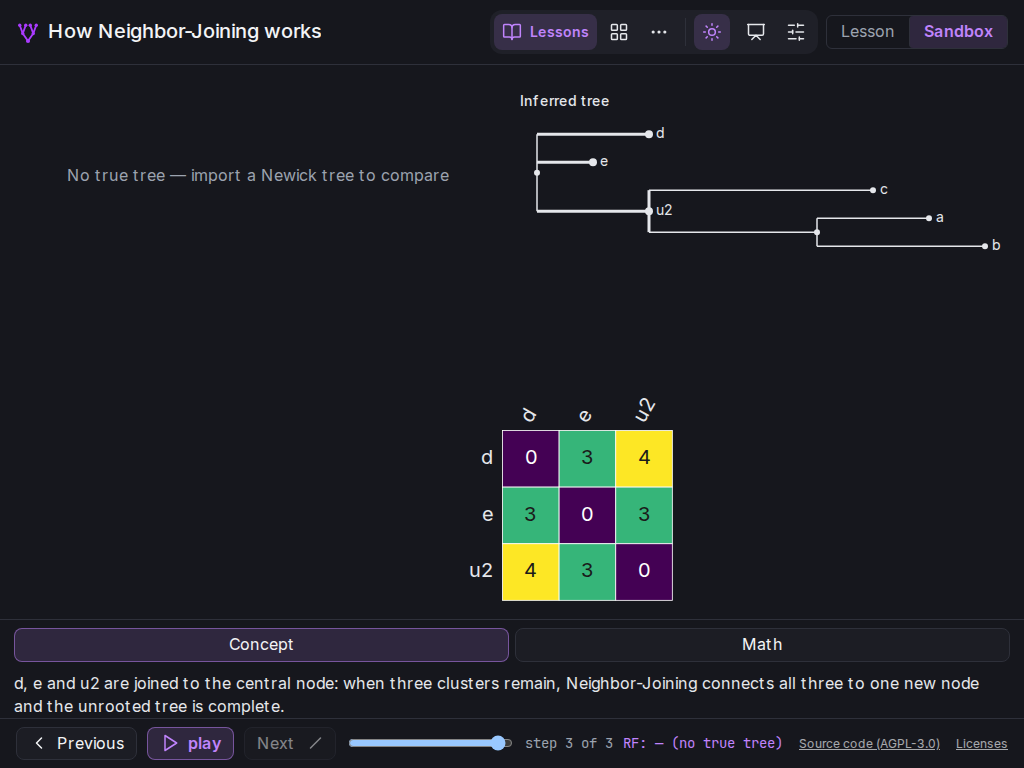 How Neighbor-Joining works
Lessons
Lesson
Sandbox
Inferred tree
No true tree — import a Newick tree to compare
d
e
c
u2
a
b
d e u2
d 0 3 4
e 3 0 3
u2 4 3 0
Concept
Math
d, e and u2 are joined to the central node: when three clusters remain, Neighbor-Joining connects all three to one new node
and the unrooted tree is complete.
Previous
play
Next
step 3 of 3
RF: — (no true tree)
Source code (AGPL-3.0)
Licenses